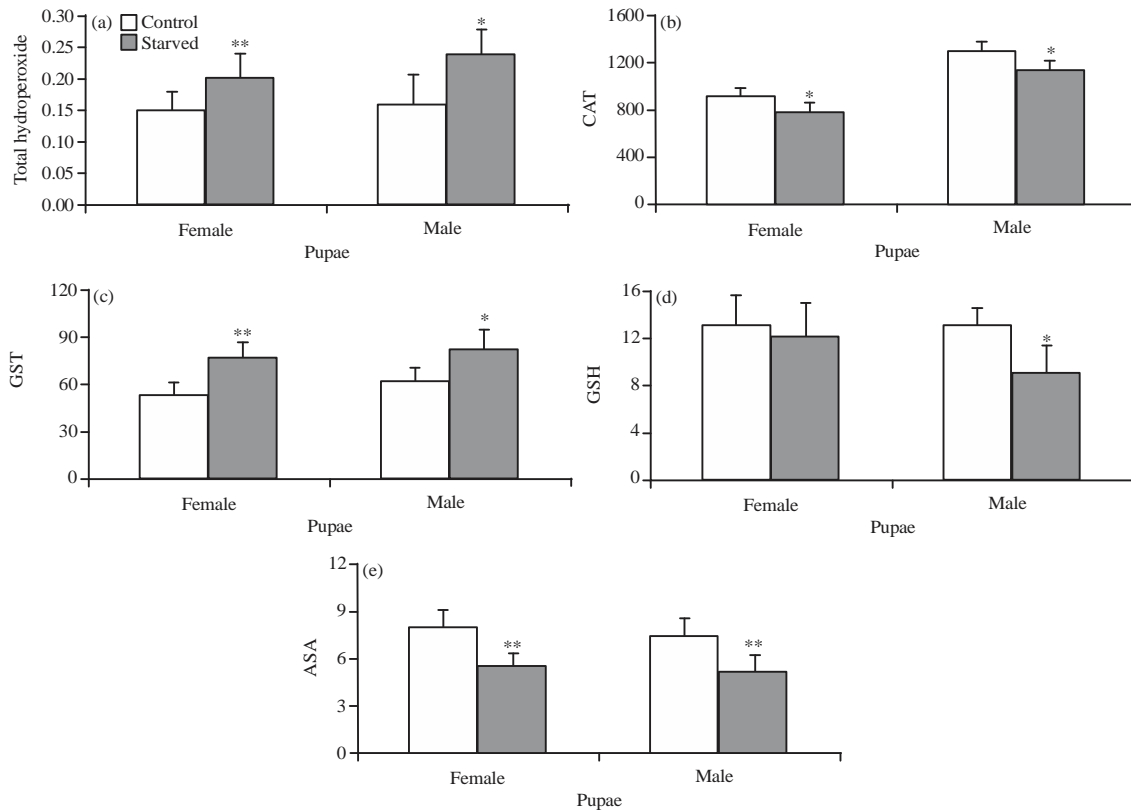 (a)
Control
Starved
Total hydroperoxide
0.30
0.25
0.20
0.15
0.10
0.05
0.00
**
*
Female
Male
Pupae
(b)
CAT
1600
1200
800
400
0
*
*
Female
Male
Pupae
(c)
GST
120
90
60
30
0
**
*
Female
Male
Pupae
(d)
GSH
16
12
8
4
0
*
Female
Male
Pupae
(e)
ASA
12
9
6
3
0
**
**
Female
Male
Pupae